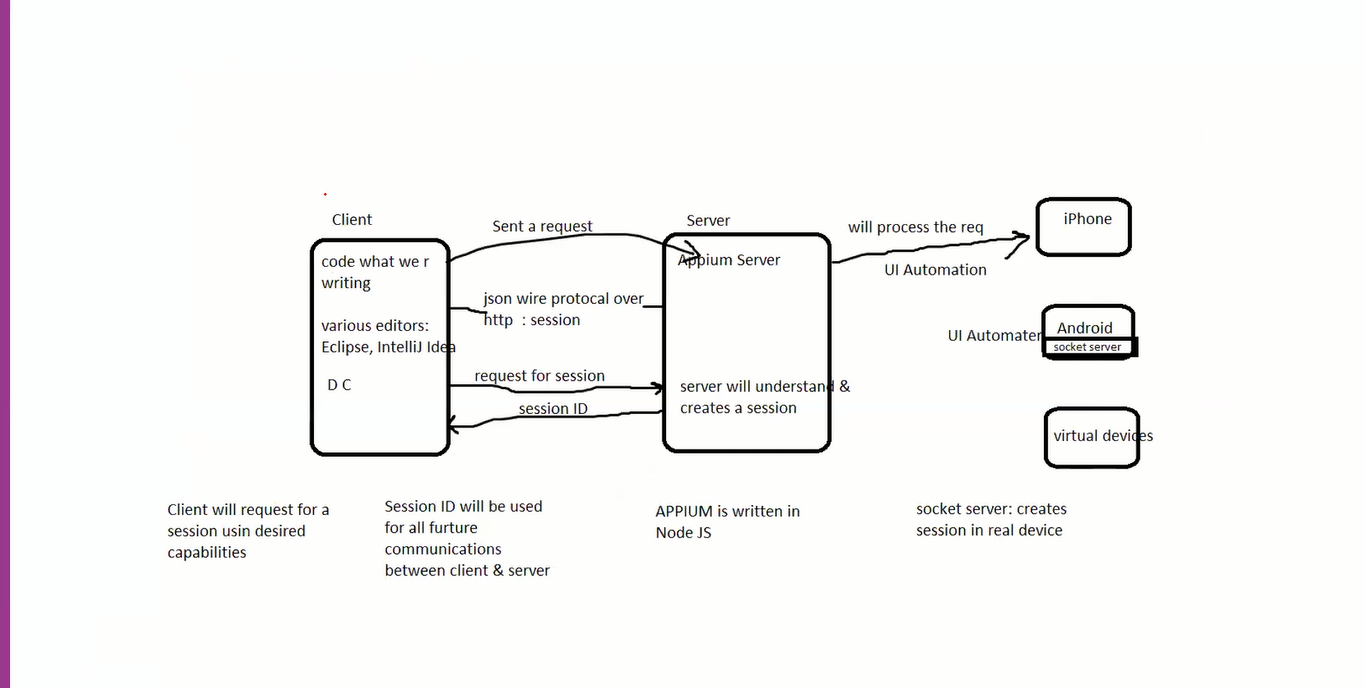 Client
code what we r
writing
various editors:
Eclipse, IntelliJ Idea
D C
Sent a request
json wire protocal over
http : session
request for session
session ID
Server
Appium Server
server will understand &
creates a session
will process the req
UI Automation
iPhone
UI Automater
Android
socket server
virtual devices
Client will request for a
session usin desired
capabilities
Session ID will be used
for all furture
communications
between client & server
APPIUM is written in
Node JS
socket server: creates
session in real device